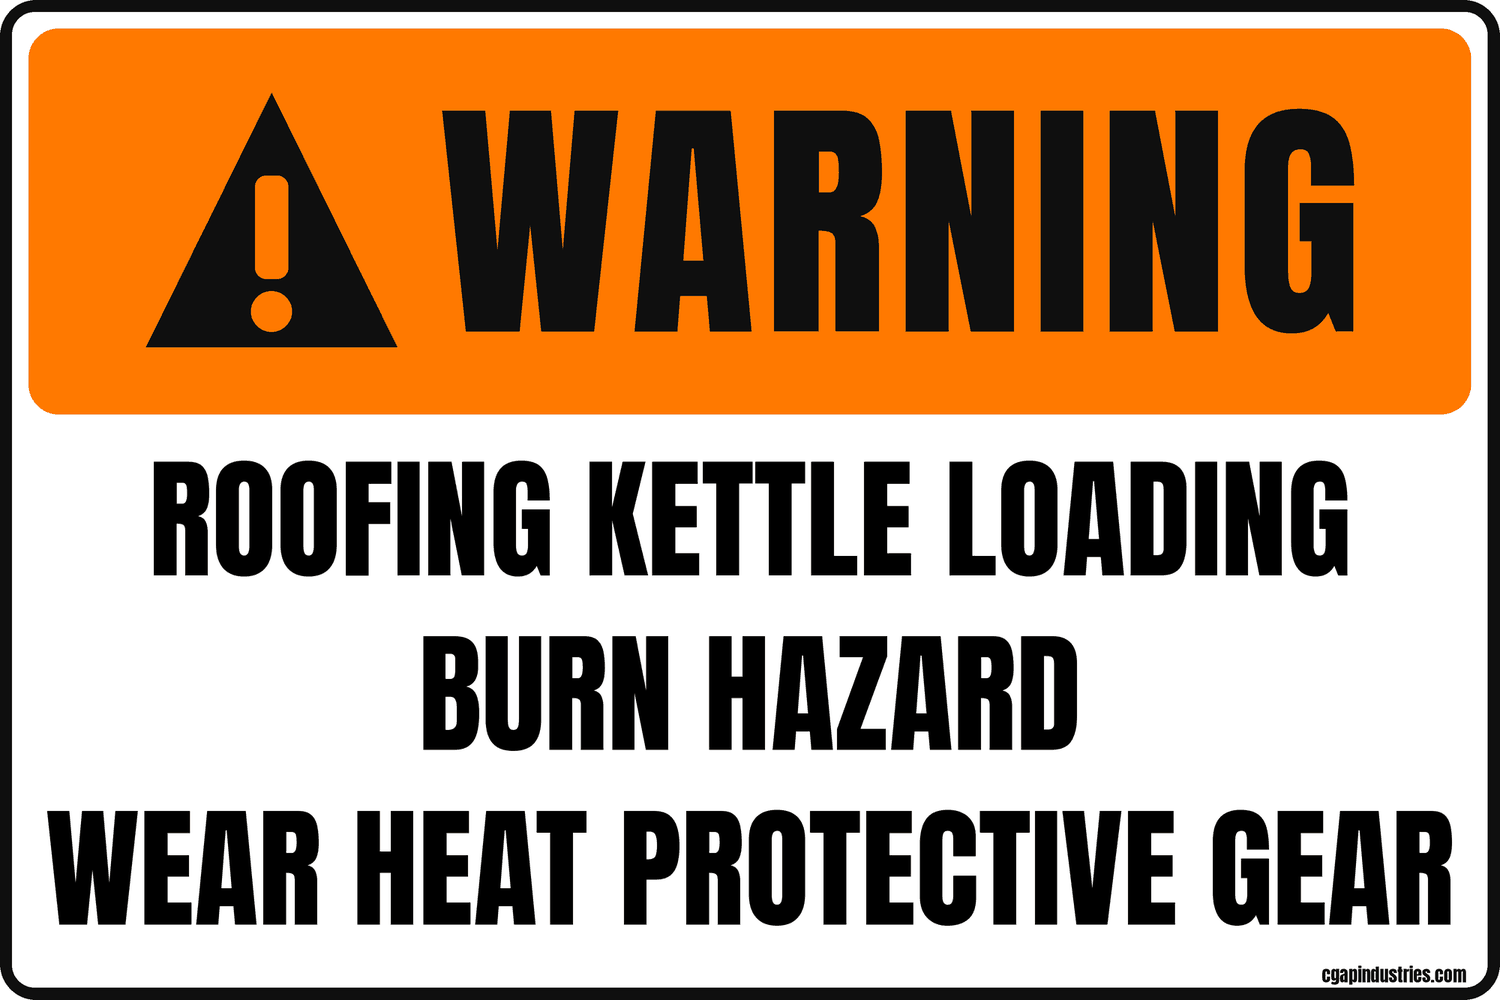 WARNING
ROOFING KETTLE LOADING
BURN HAZARD
WEAR HEAT PROTECTIVE GEAR
cgapindustries.com